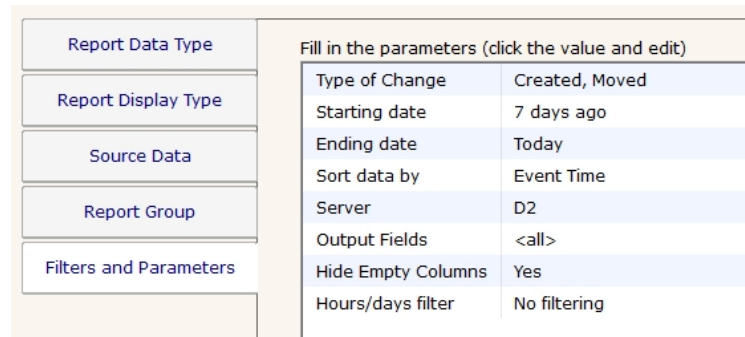 Report Data Type
Report Display Type
Source Data
Report Group
Filters and Parameters
Fill in the parameters (click the value and edit)
Type of Change Created, Moved
Starting date 7 days ago
Ending date Today
Sort data by Event Time
Server D2
Output Fields <all>
Hide Empty Columns Yes
Hours/days filter No filtering